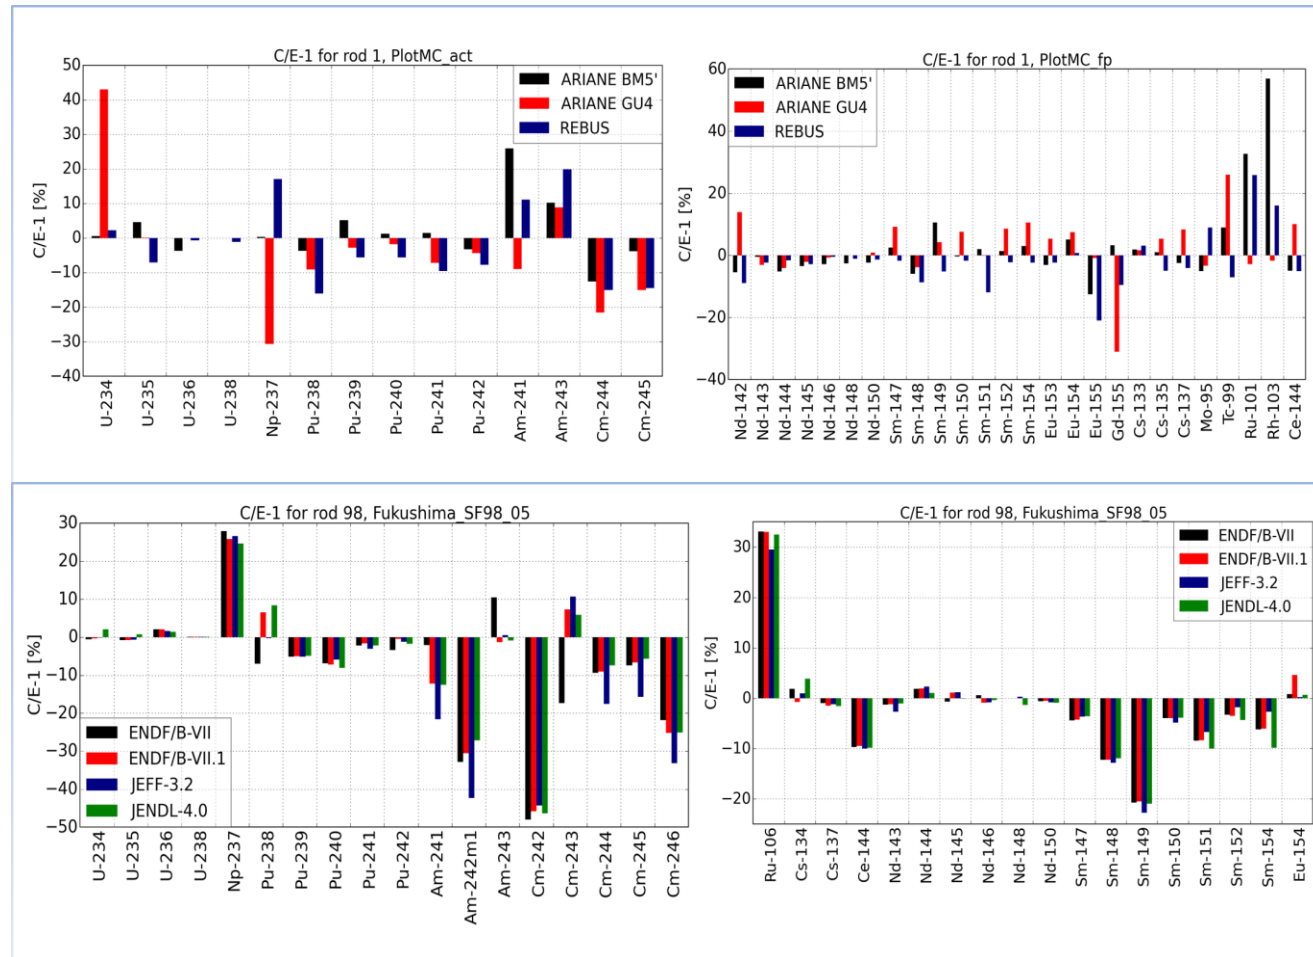 C/E-1 for rod 1, PlotMC_act
C/E-1 [%]
50
40
30
20
10
0
−10
−20
−30
−40
ARIANE BM5'
ARIANE GU4
REBUS
U-234
U-235
U-236
U-238
Np-237
Pu-238
Pu-239
Pu-240
Pu-241
Pu-242
Am-241
Am-243
Cm-244
Cm-245
C/E-1 for rod 1, PlotMC_fp
C/E-1 [%]
60
40
20
0
−20
−40
ARIANE BM5'
ARIANE GU4
REBUS
Nd-142
Nd-143
Nd-144
Nd-145
Nd-146
Nd-148
Nd-150
Sm-147
Sm-148
Sm-149
Sm-150
Sm-151
Sm-152
Sm-154
Eu-153
Eu-154
Eu-155
Gd-155
Cs-133
Cs-135
Cs-137
Mo-95
Tc-99
Ru-101
Rh-103
Ce-144
C/E-1 for rod 98, Fukushima_SF98_05
C/E-1 [%]
30
20
10
0
−10
−20
−30
−40
−50
ENDF/B-VII
ENDF/B-VII.1
JEFF-3.2
JENDL-4.0
U-234
U-235
U-236
U-238
Np-237
Pu-238
Pu-239
Pu-240
Pu-241
Pu-242
Am-241
Am-242m1
Am-243
Cm-242
Cm-243
Cm-244
Cm-245
Cm-246
C/E-1 for rod 98, Fukushima_SF98_05
C/E-1 [%]
30
20
10
0
−10
−20
ENDF/B-VII
ENDF/B-VII.1
JEFF-3.2
JENDL-4.0
Ru-106
Cs-134
Cs-137
Ce-144
Nd-143
Nd-144
Nd-145
Nd-146
Nd-148
Nd-150
Sm-147
Sm-148
Sm-149
Sm-150
Sm-151
Sm-152
Sm-154
Eu-154